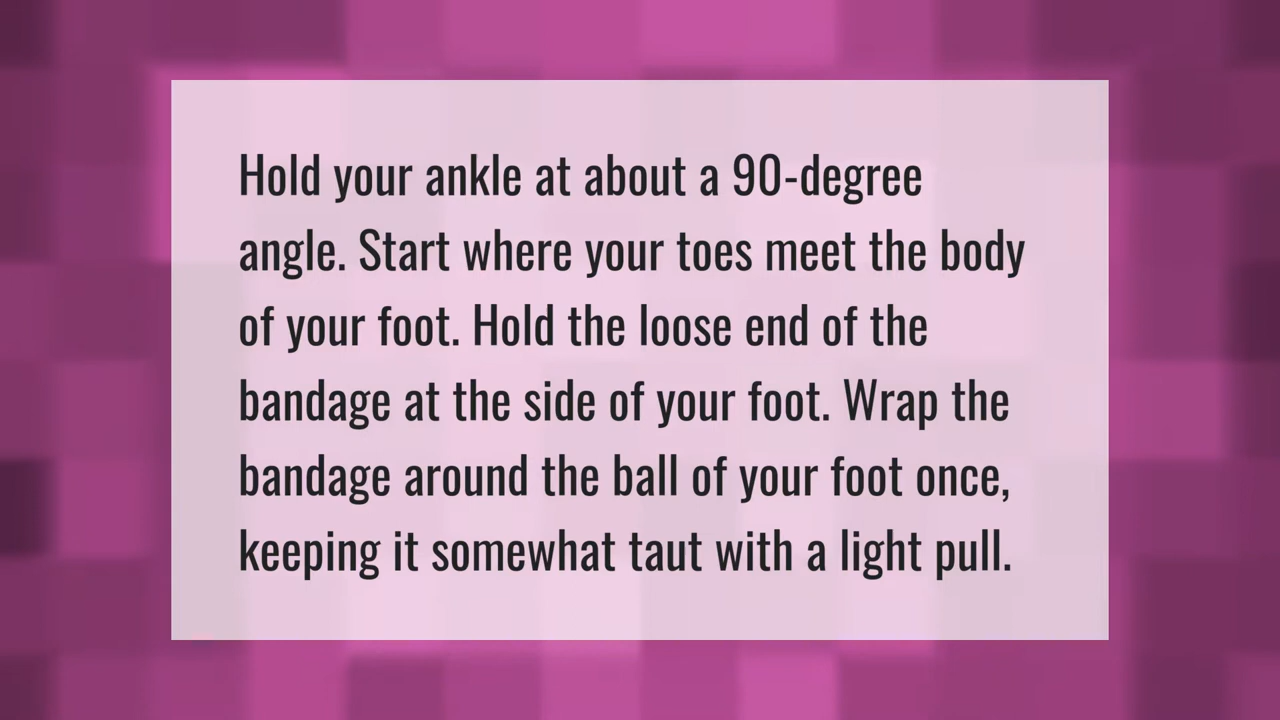 Hold your ankle at about a 90-degree
angle. Start where your toes meet the body
of your foot. Hold the loose end of the
bandage at the side of your foot. Wrap the
bandage around the ball of your foot once,
keeping it somewhat taut with a light pull.